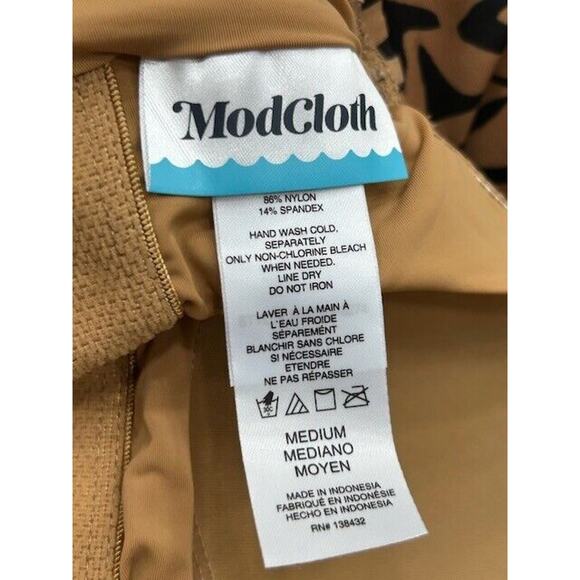 ModCloth
86% NYLON
14% SPANDEX
HAND WASH COLD,
SEPARATELY
ONLY NON-CHLORINE BLEACH
WHEN NEEDED.
LINE DRY
DO NOT IRON
LAVER À LA MAIN À
L'EAU FROIDE
SÉPARÉMENT
BLANCHIR SANS CHLORE
SI NÉCESSAIRE
ETENDRE
NE PAS REPASSER
MEDIUM
MEDIANO
MOYEN
MADE IN INDONESIA
FABRIQUÉ EN INDONÉSIE
HECHO EN INDONESIA
RN# 138432